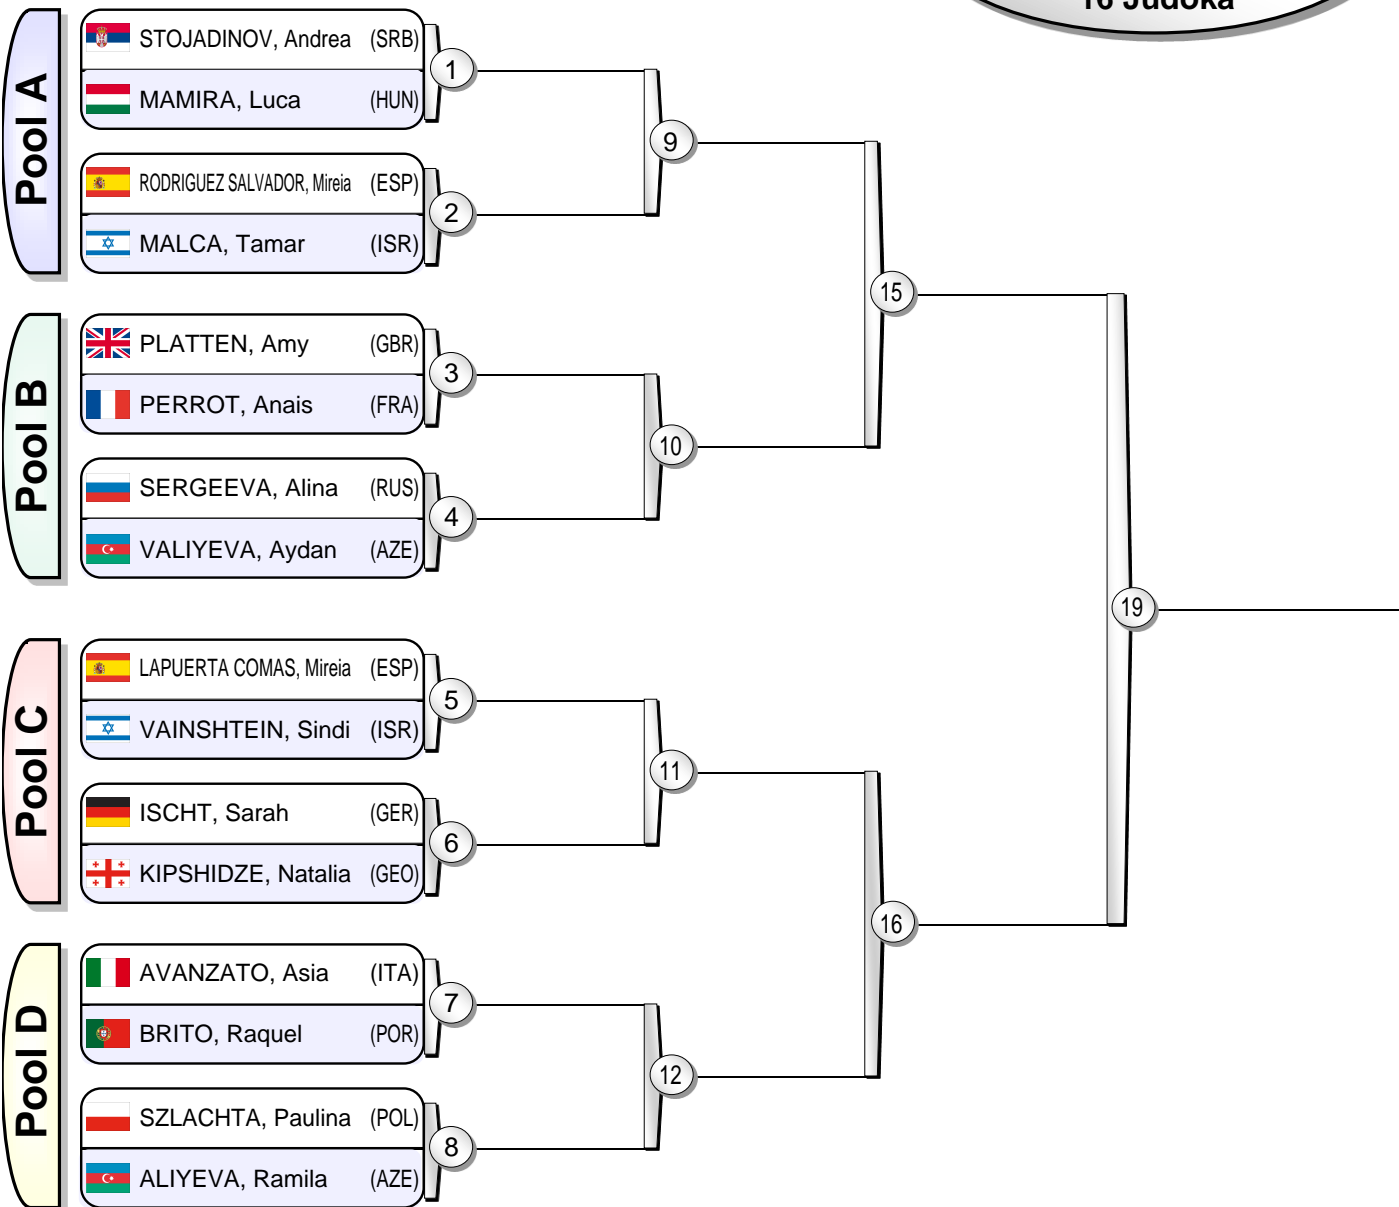 16 Judoka
Pool A
STOJADINOV, Andrea (SRB)
1
MAMIRA, Luca (HUN)
9
RODRIGUEZ SALVADOR, Mireia (ESP)
2
MALCA, Tamar (ISR)
15
Pool B
PLATTEN, Amy (GBR)
3
PERROT, Anais (FRA)
10
SERGEEVA, Alina (RUS)
4
VALIYEVA, Aydan (AZE)
19
Pool C
LAPUERTA COMAS, Mireia (ESP)
5
VAINSHTEIN, Sindi (ISR)
11
ISCHT, Sarah (GER)
6
KIPSHIDZE, Natalia (GEO)
16
Pool D
AVANZATO, Asia (ITA)
7
BRITO, Raquel (POR)
12
SZLACHTA, Paulina (POL)
8
ALIYEVA, Ramila (AZE)